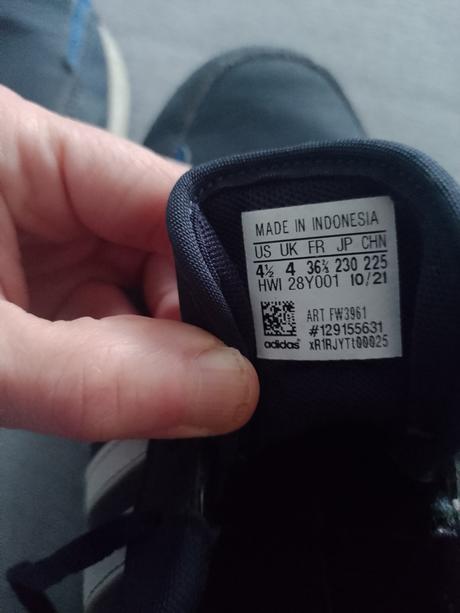 MADE IN INDONESIA
US UK FR JP CHN
4½ 4 36⅔ 230 225
HWI 28Y001 10/21
ART FW3961
#129155631
adidas® xR1RJYTt00025